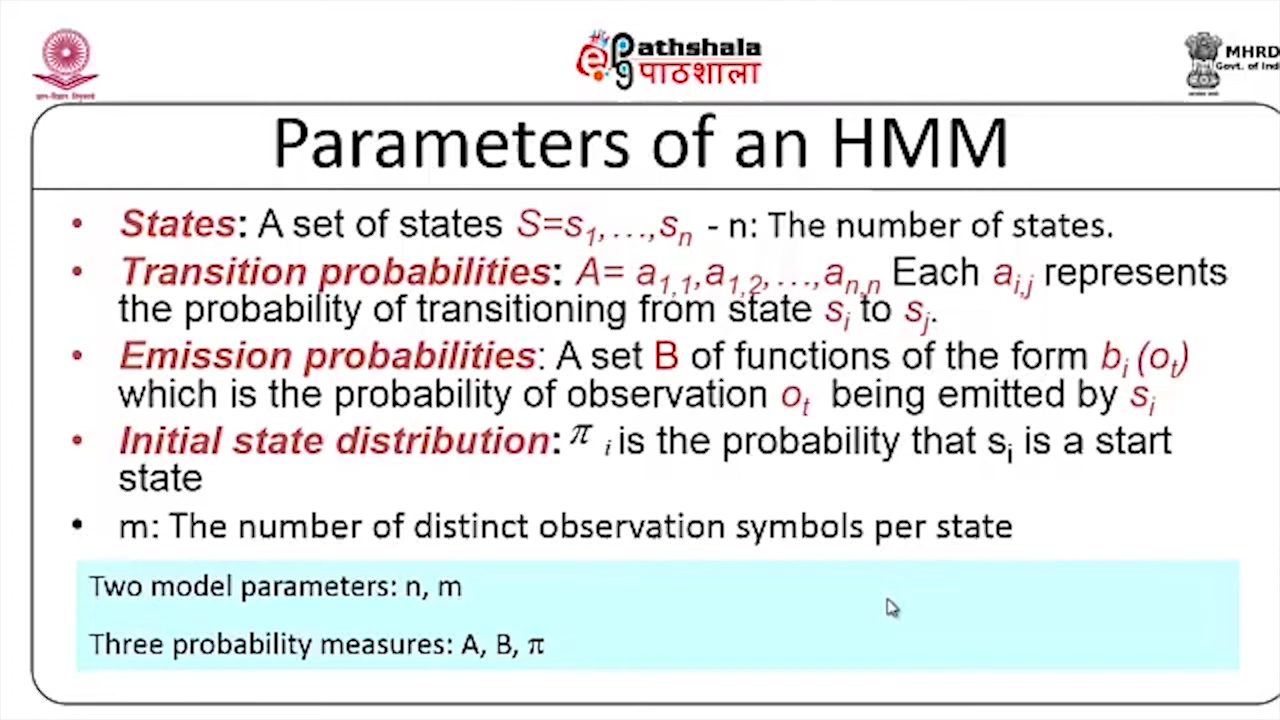 ePGathshala
पाठशाला
MHRD
Govt. of Indi
Parameters of an HMM
• States: A set of states S=s1,…,sn - n: The number of states.
• Transition probabilities: A= a1,1,a1,2,…,an,n Each ai,j represents
the probability of transitioning from state si to sj.
• Emission probabilities: A set B of functions of the form bi (ot)
which is the probability of observation ot being emitted by si
• Initial state distribution: π i is the probability that si is a start
state
• m: The number of distinct observation symbols per state
Two model parameters: n, m
Three probability measures: A, B, π